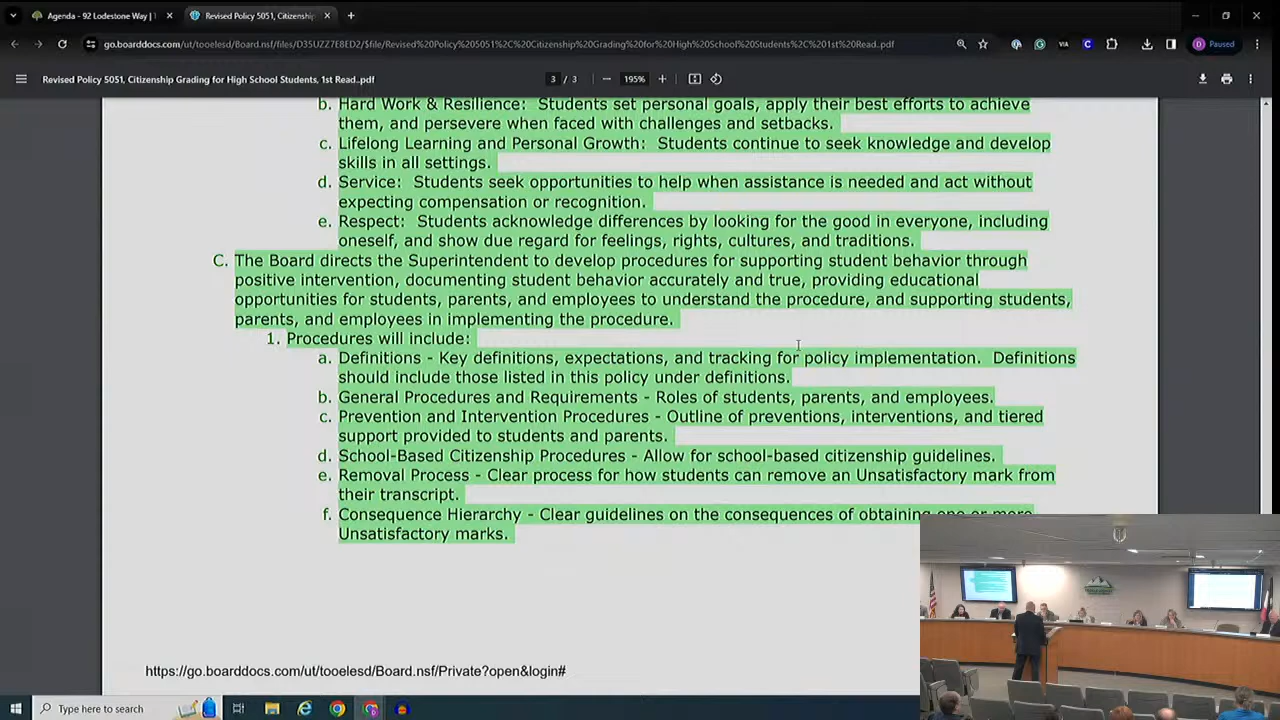 Agenda - 92 Lodestone Way | T
Revised Policy 5051, Citizenship
go.boarddocs.com/ut/tooelesd/Board.nsf/files/D35UZZ7E8ED2/$file/Revised%20Policy%205051%2C%20Citizenship%20Grading%20for%20High%20School%20Students%2C%201st%20Read..pdf
VIA
C
D
Paused
Revised Policy 5051, Citizenship Grading for High School Students, 1st Read..pdf
3 / 3
195%
b. Hard Work & Resilience: Students set personal goals, apply their best efforts to achieve
them, and persevere when faced with challenges and setbacks.
c. Lifelong Learning and Personal Growth: Students continue to seek knowledge and develop
skills in all settings.
d. Service: Students seek opportunities to help when assistance is needed and act without
expecting compensation or recognition.
e. Respect: Students acknowledge differences by looking for the good in everyone, including
oneself, and show due regard for feelings, rights, cultures, and traditions.
C. The Board directs the Superintendent to develop procedures for supporting student behavior through
positive intervention, documenting student behavior accurately and true, providing educational
opportunities for students, parents, and employees to understand the procedure, and supporting students,
parents, and employees in implementing the procedure.
1. Procedures will include:
a. Definitions - Key definitions, expectations, and tracking for policy implementation. Definitions
should include those listed in this policy under definitions.
b. General Procedures and Requirements - Roles of students, parents, and employees.
c. Prevention and Intervention Procedures - Outline of preventions, interventions, and tiered
support provided to students and parents.
d. School-Based Citizenship Procedures - Allow for school-based citizenship guidelines.
e. Removal Process - Clear process for how students can remove an Unsatisfactory mark from
their transcript.
f. Consequence Hierarchy - Clear guidelines on the consequences of obtaining one or more
Unsatisfactory marks.
https://go.boarddocs.com/ut/tooelesd/Board.nsf/Private?open&login#
Type here to search